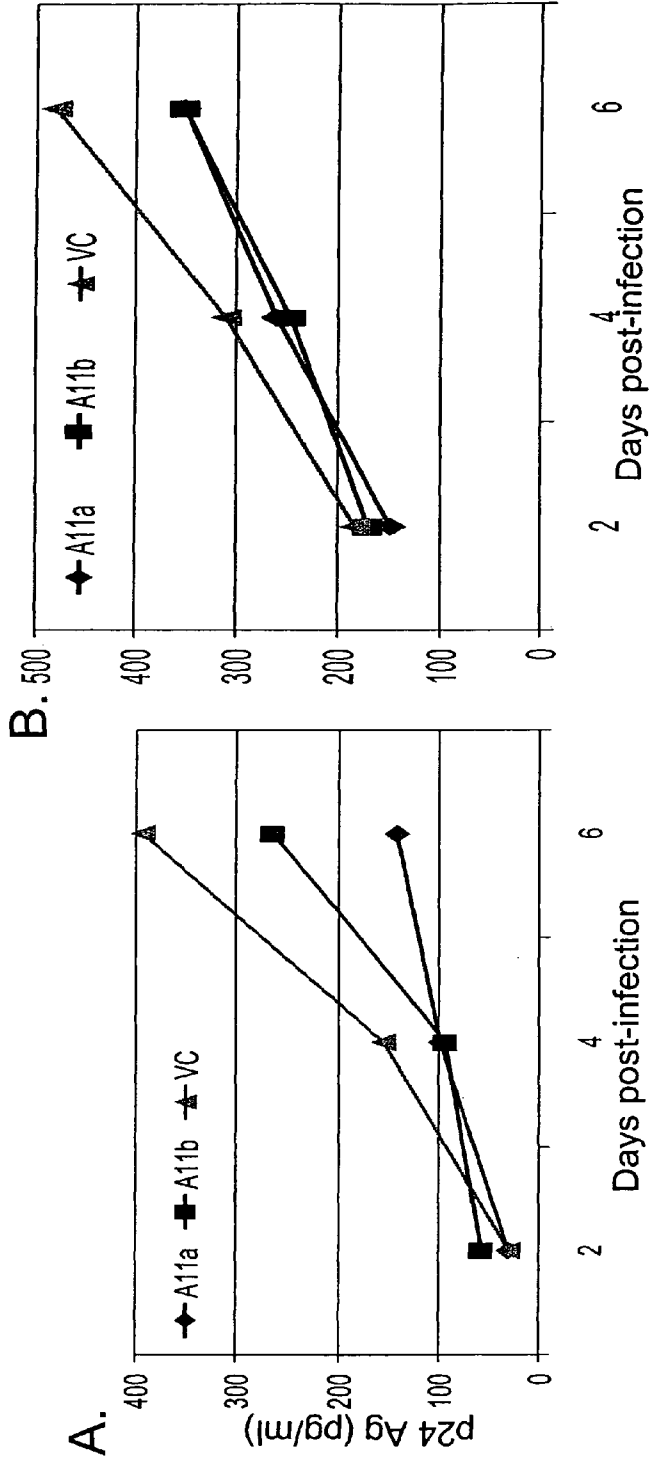 A.
A11a A11b VC
p24 Ag (pg/ml)
400
300
200
100
0
2 4 6
Days post-infection
B.
A11a A11b VC
500
400
300
200
100
0
2 4 6
Days post-infection